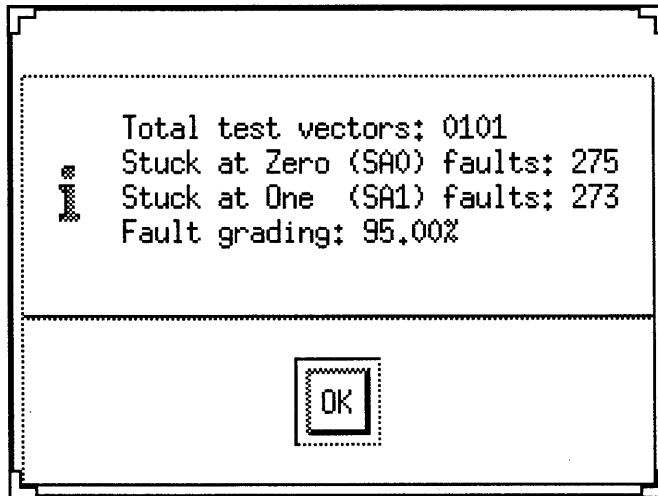 Total test vectors: 0101
Stuck at Zero (SA0) faults: 275
Stuck at One  (SA1) faults: 273
Fault grading: 95.00%
OK